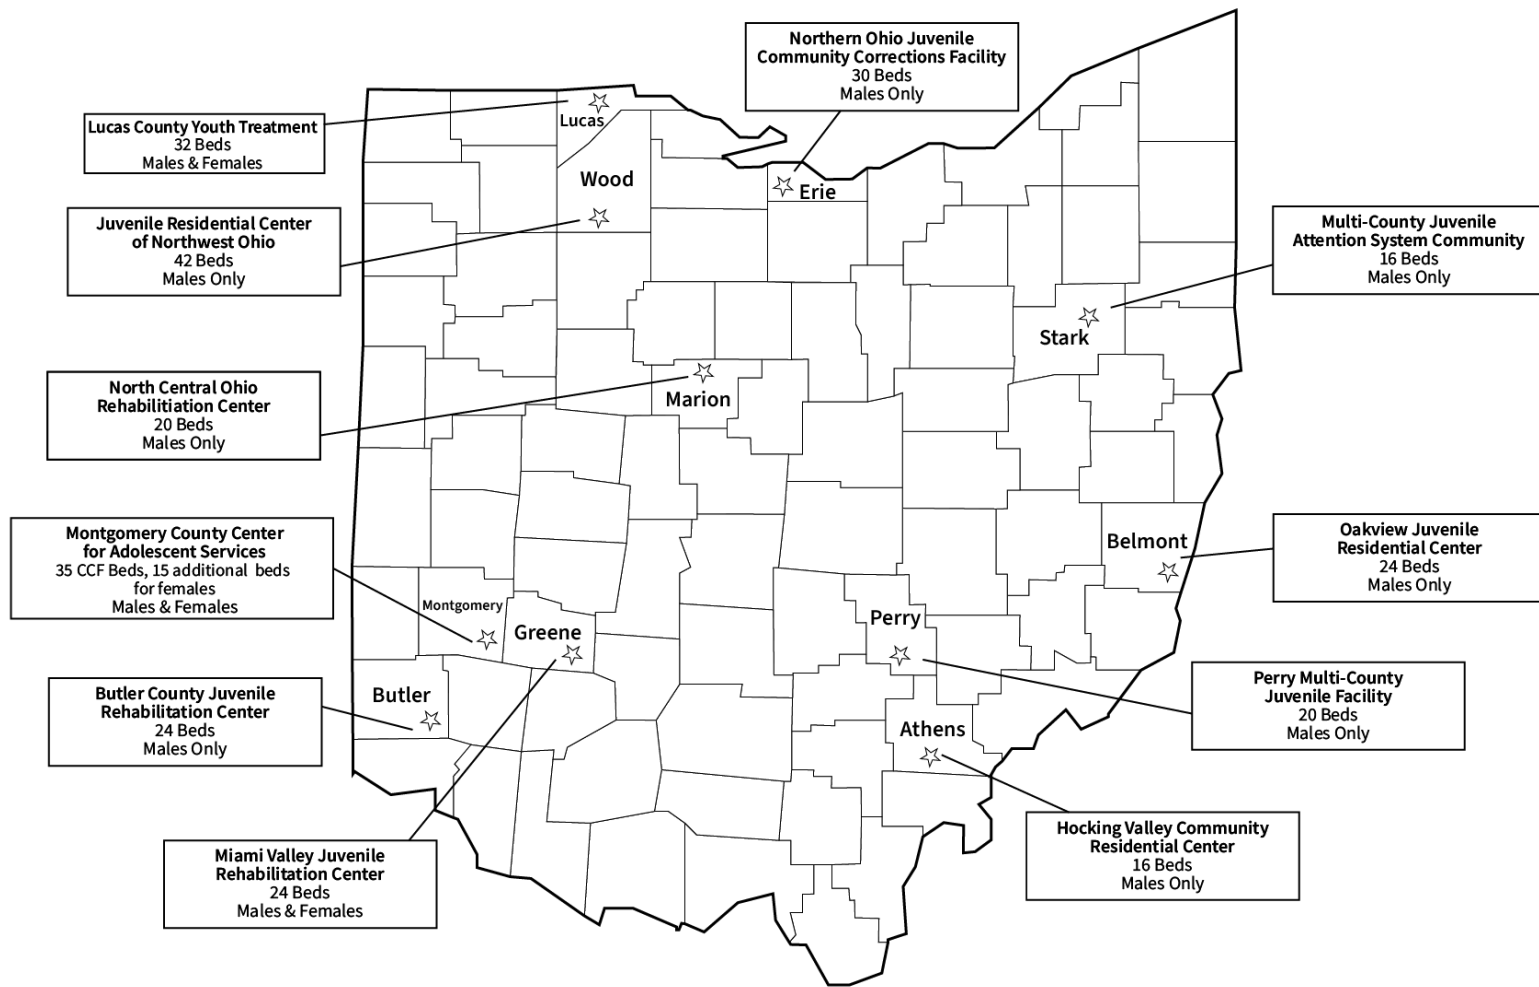 Northern Ohio Juvenile
Community Corrections Facility
30 Beds
Males Only
Lucas County Youth Treatment
32 Beds
Males & Females
Lucas
Wood
Erie
Juvenile Residential Center
of Northwest Ohio
42 Beds
Males Only
Multi-County Juvenile
Attention System Community
16 Beds
Males Only
Stark
North Central Ohio
Rehabilitiation Center
20 Beds
Males Only
Marion
Montgomery County Center
for Adolescent Services
35 CCF Beds, 15 additional beds
for females
Males & Females
Belmont
Oakview Juvenile
Residential Center
24 Beds
Males Only
Montgomery
Greene
Perry
Butler County Juvenile
Rehabilitation Center
24 Beds
Males Only
Butler
Athens
Perry Multi-County
Juvenile Facility
20 Beds
Males Only
Miami Valley Juvenile
Rehabilitation Center
24 Beds
Males & Females
Hocking Valley Community
Residential Center
16 Beds
Males Only